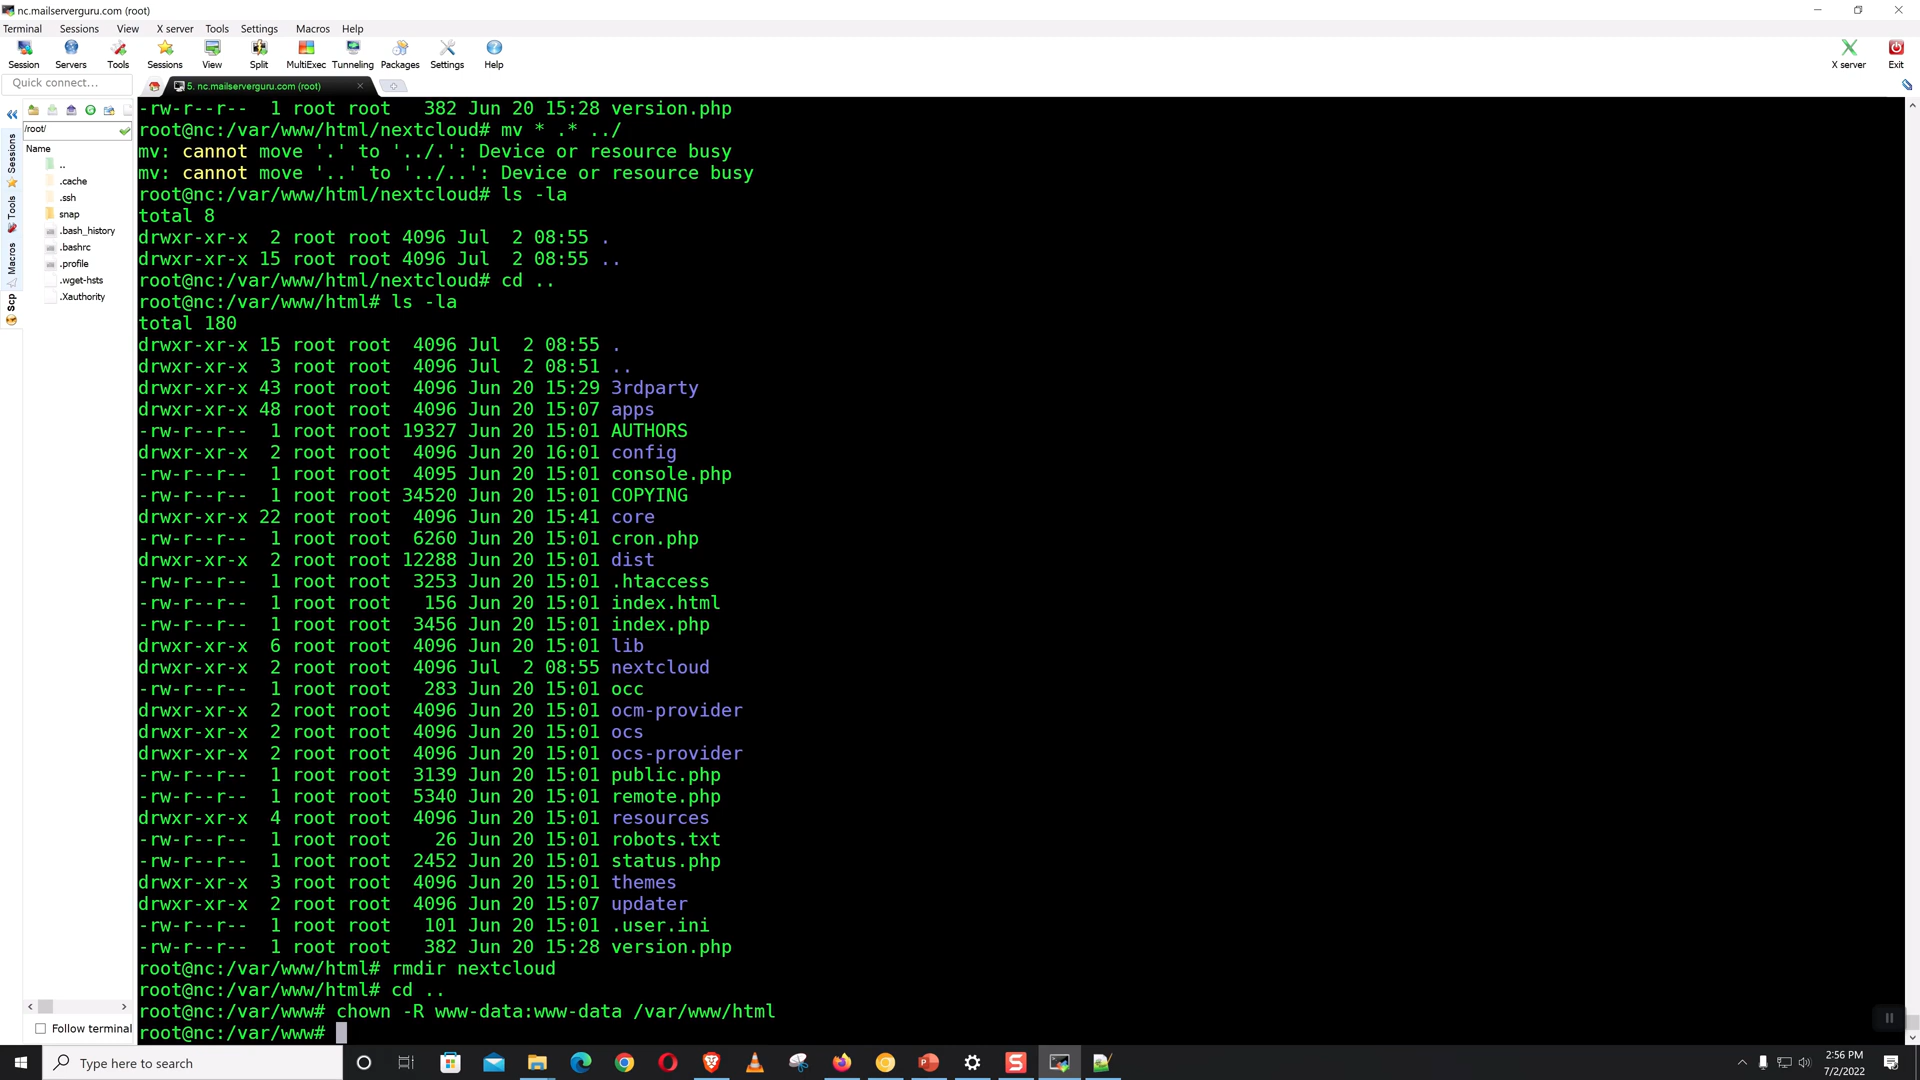 nc.mailserverguru.com (root)
Terminal Sessions View X server Tools Settings Macros Help
Session Servers Tools Sessions View Split MultiExec Tunneling Packages Settings Help X server Exit
Quick connect...
5. nc.mailserverguru.com (root)
/root/
Name
..
.cache
.ssh
snap
.bash_history
.bashrc
.profile
.wget-hsts
.Xauthority
Sessions
Tools
Macros
Scp
Follow terminal
-rw-r--r--  1 root root   382 Jun 20 15:28 version.php
root@nc:/var/www/html/nextcloud# mv * .* ../
mv: cannot move '.' to '../.': Device or resource busy
mv: cannot move '..' to '../..': Device or resource busy
root@nc:/var/www/html/nextcloud# ls -la
total 8
drwxr-xr-x  2 root root 4096 Jul  2 08:55 .
drwxr-xr-x 15 root root 4096 Jul  2 08:55 ..
root@nc:/var/www/html/nextcloud# cd ..
root@nc:/var/www/html# ls -la
total 180
drwxr-xr-x 15 root root  4096 Jul  2 08:55 .
drwxr-xr-x  3 root root  4096 Jul  2 08:51 ..
drwxr-xr-x 43 root root  4096 Jun 20 15:29 3rdparty
drwxr-xr-x 48 root root  4096 Jun 20 15:07 apps
-rw-r--r--  1 root root 19327 Jun 20 15:01 AUTHORS
drwxr-xr-x  2 root root  4096 Jun 20 16:01 config
-rw-r--r--  1 root root  4095 Jun 20 15:01 console.php
-rw-r--r--  1 root root 34520 Jun 20 15:01 COPYING
drwxr-xr-x 22 root root  4096 Jun 20 15:41 core
-rw-r--r--  1 root root  6260 Jun 20 15:01 cron.php
drwxr-xr-x  2 root root 12288 Jun 20 15:01 dist
-rw-r--r--  1 root root  3253 Jun 20 15:01 .htaccess
-rw-r--r--  1 root root   156 Jun 20 15:01 index.html
-rw-r--r--  1 root root  3456 Jun 20 15:01 index.php
drwxr-xr-x  6 root root  4096 Jun 20 15:01 lib
drwxr-xr-x  2 root root  4096 Jul  2 08:55 nextcloud
-rw-r--r--  1 root root   283 Jun 20 15:01 occ
drwxr-xr-x  2 root root  4096 Jun 20 15:01 ocm-provider
drwxr-xr-x  2 root root  4096 Jun 20 15:01 ocs
drwxr-xr-x  2 root root  4096 Jun 20 15:01 ocs-provider
-rw-r--r--  1 root root  3139 Jun 20 15:01 public.php
-rw-r--r--  1 root root  5340 Jun 20 15:01 remote.php
drwxr-xr-x  4 root root  4096 Jun 20 15:01 resources
-rw-r--r--  1 root root    26 Jun 20 15:01 robots.txt
-rw-r--r--  1 root root  2452 Jun 20 15:01 status.php
drwxr-xr-x  3 root root  4096 Jun 20 15:01 themes
drwxr-xr-x  2 root root  4096 Jun 20 15:07 updater
-rw-r--r--  1 root root   101 Jun 20 15:01 .user.ini
-rw-r--r--  1 root root   382 Jun 20 15:28 version.php
root@nc:/var/www/html# rmdir nextcloud
root@nc:/var/www/html# cd ..
root@nc:/var/www# chown -R www-data:www-data /var/www/html
root@nc:/var/www#
Type here to search
2:56 PM
7/2/2022